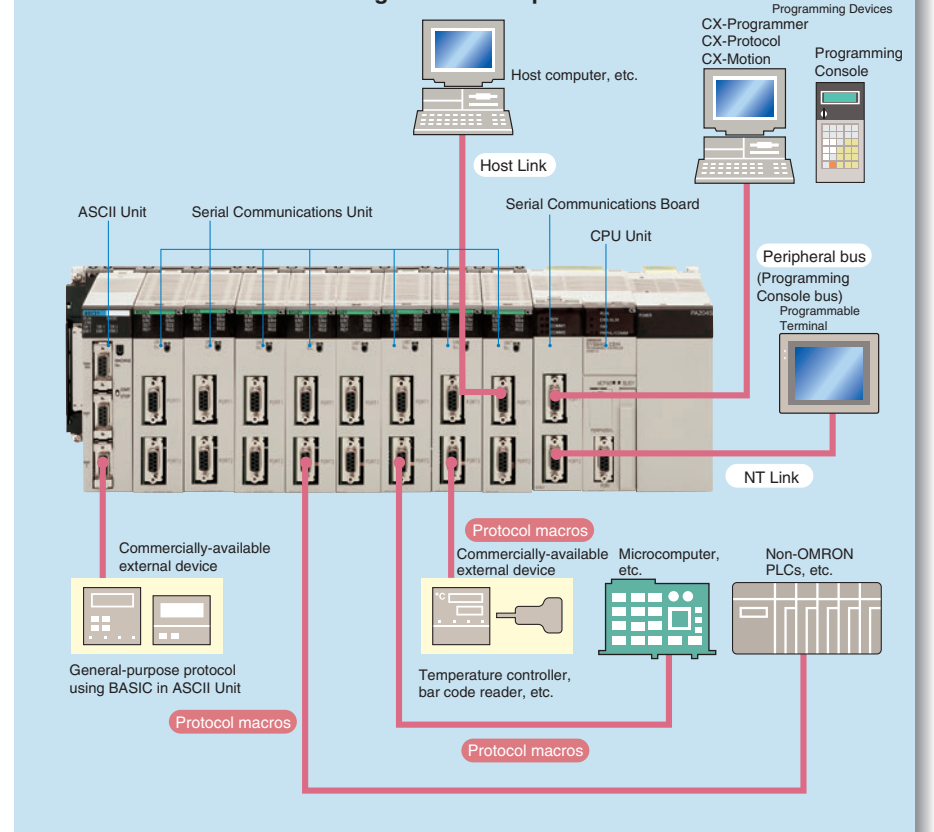 Programming Devices
CX-Programmer
CX-Protocol
CX-Motion
Programming
Console
Host computer, etc.
Host Link
ASCII Unit
Serial Communications Unit
Serial Communications Board
CPU Unit
Peripheral bus
(Programming
Console bus)
Programmable
Terminal
NT Link
Protocol macros
Commercially-available
external device
Commercially-available
external device
Microcomputer,
etc.
Non-OMRON
PLCs, etc.
°C
General-purpose protocol
using BASIC in ASCII Unit
Temperature controller,
bar code reader, etc.
Protocol macros
Protocol macros